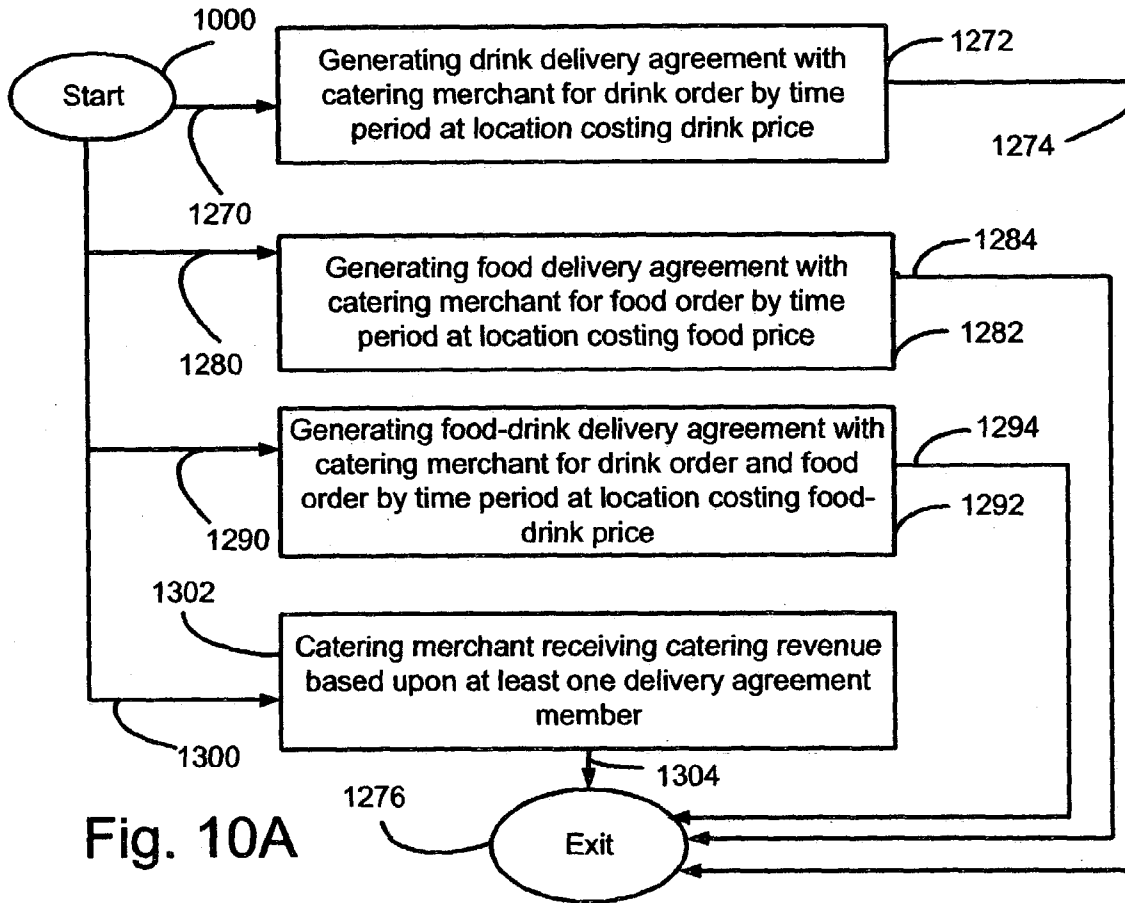 1000
Start
Generating drink delivery agreement with
catering merchant for drink order by time
period at location costing drink price
1272
1274
1270
Generating food delivery agreement with
catering merchant for food order by time
period at location costing food price
1284
1282
1280
Generating food-drink delivery agreement with
catering merchant for drink order and food
order by time period at location costing food-
drink price
1294
1292
1290
1302
Catering merchant receiving catering revenue
based upon at least one delivery agreement
member
1300
1304
1276
Exit
Fig. 10A